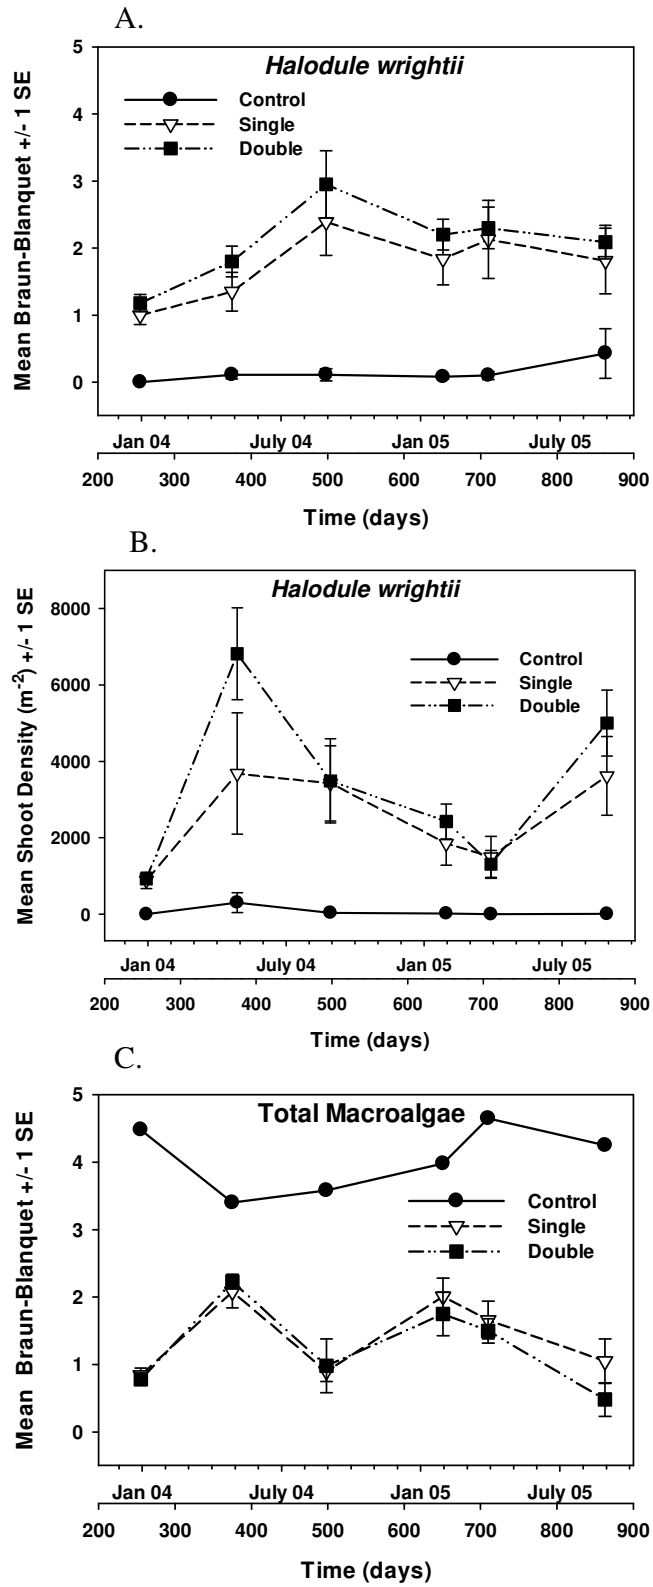 A.
Halodule wrightii
Control
Single
Double
Mean Braun-Blanquet +/- 1 SE
5
4
3
2
1
0
Jan 04 July 04 Jan 05 July 05
200 300 400 500 600 700 800 900
Time (days)
B.
Halodule wrightii
Control
Single
Double
Mean Shoot Density (m⁻²) +/- 1 SE
8000
6000
4000
2000
0
Jan 04 July 04 Jan 05 July 05
200 300 400 500 600 700 800 900
Time (days)
C.
Total Macroalgae
Control
Single
Double
Mean Braun-Blanquet +/- 1 SE
5
4
3
2
1
0
Jan 04 July 04 Jan 05 July 05
200 300 400 500 600 700 800 900
Time (days)